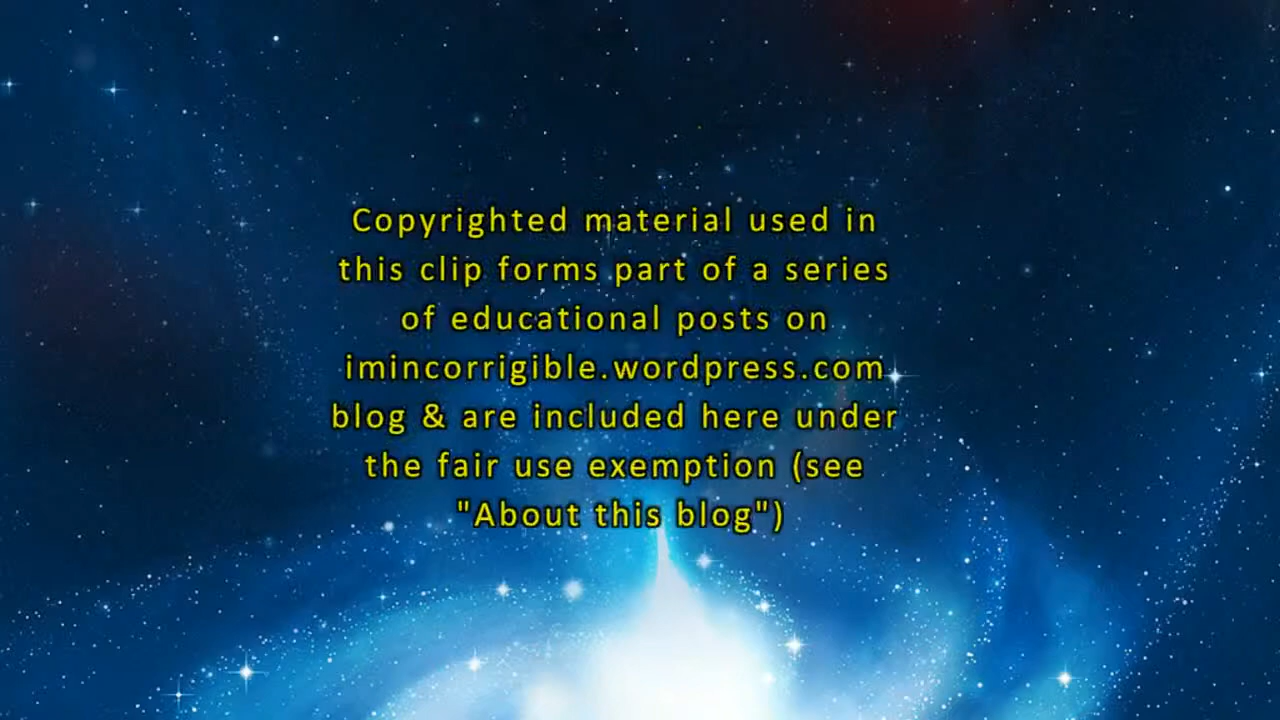 Copyrighted material used in
this clip forms part of a series
of educational posts on
imincorrigible.wordpress.com
blog & are included here under
the fair use exemption (see
"About this blog")